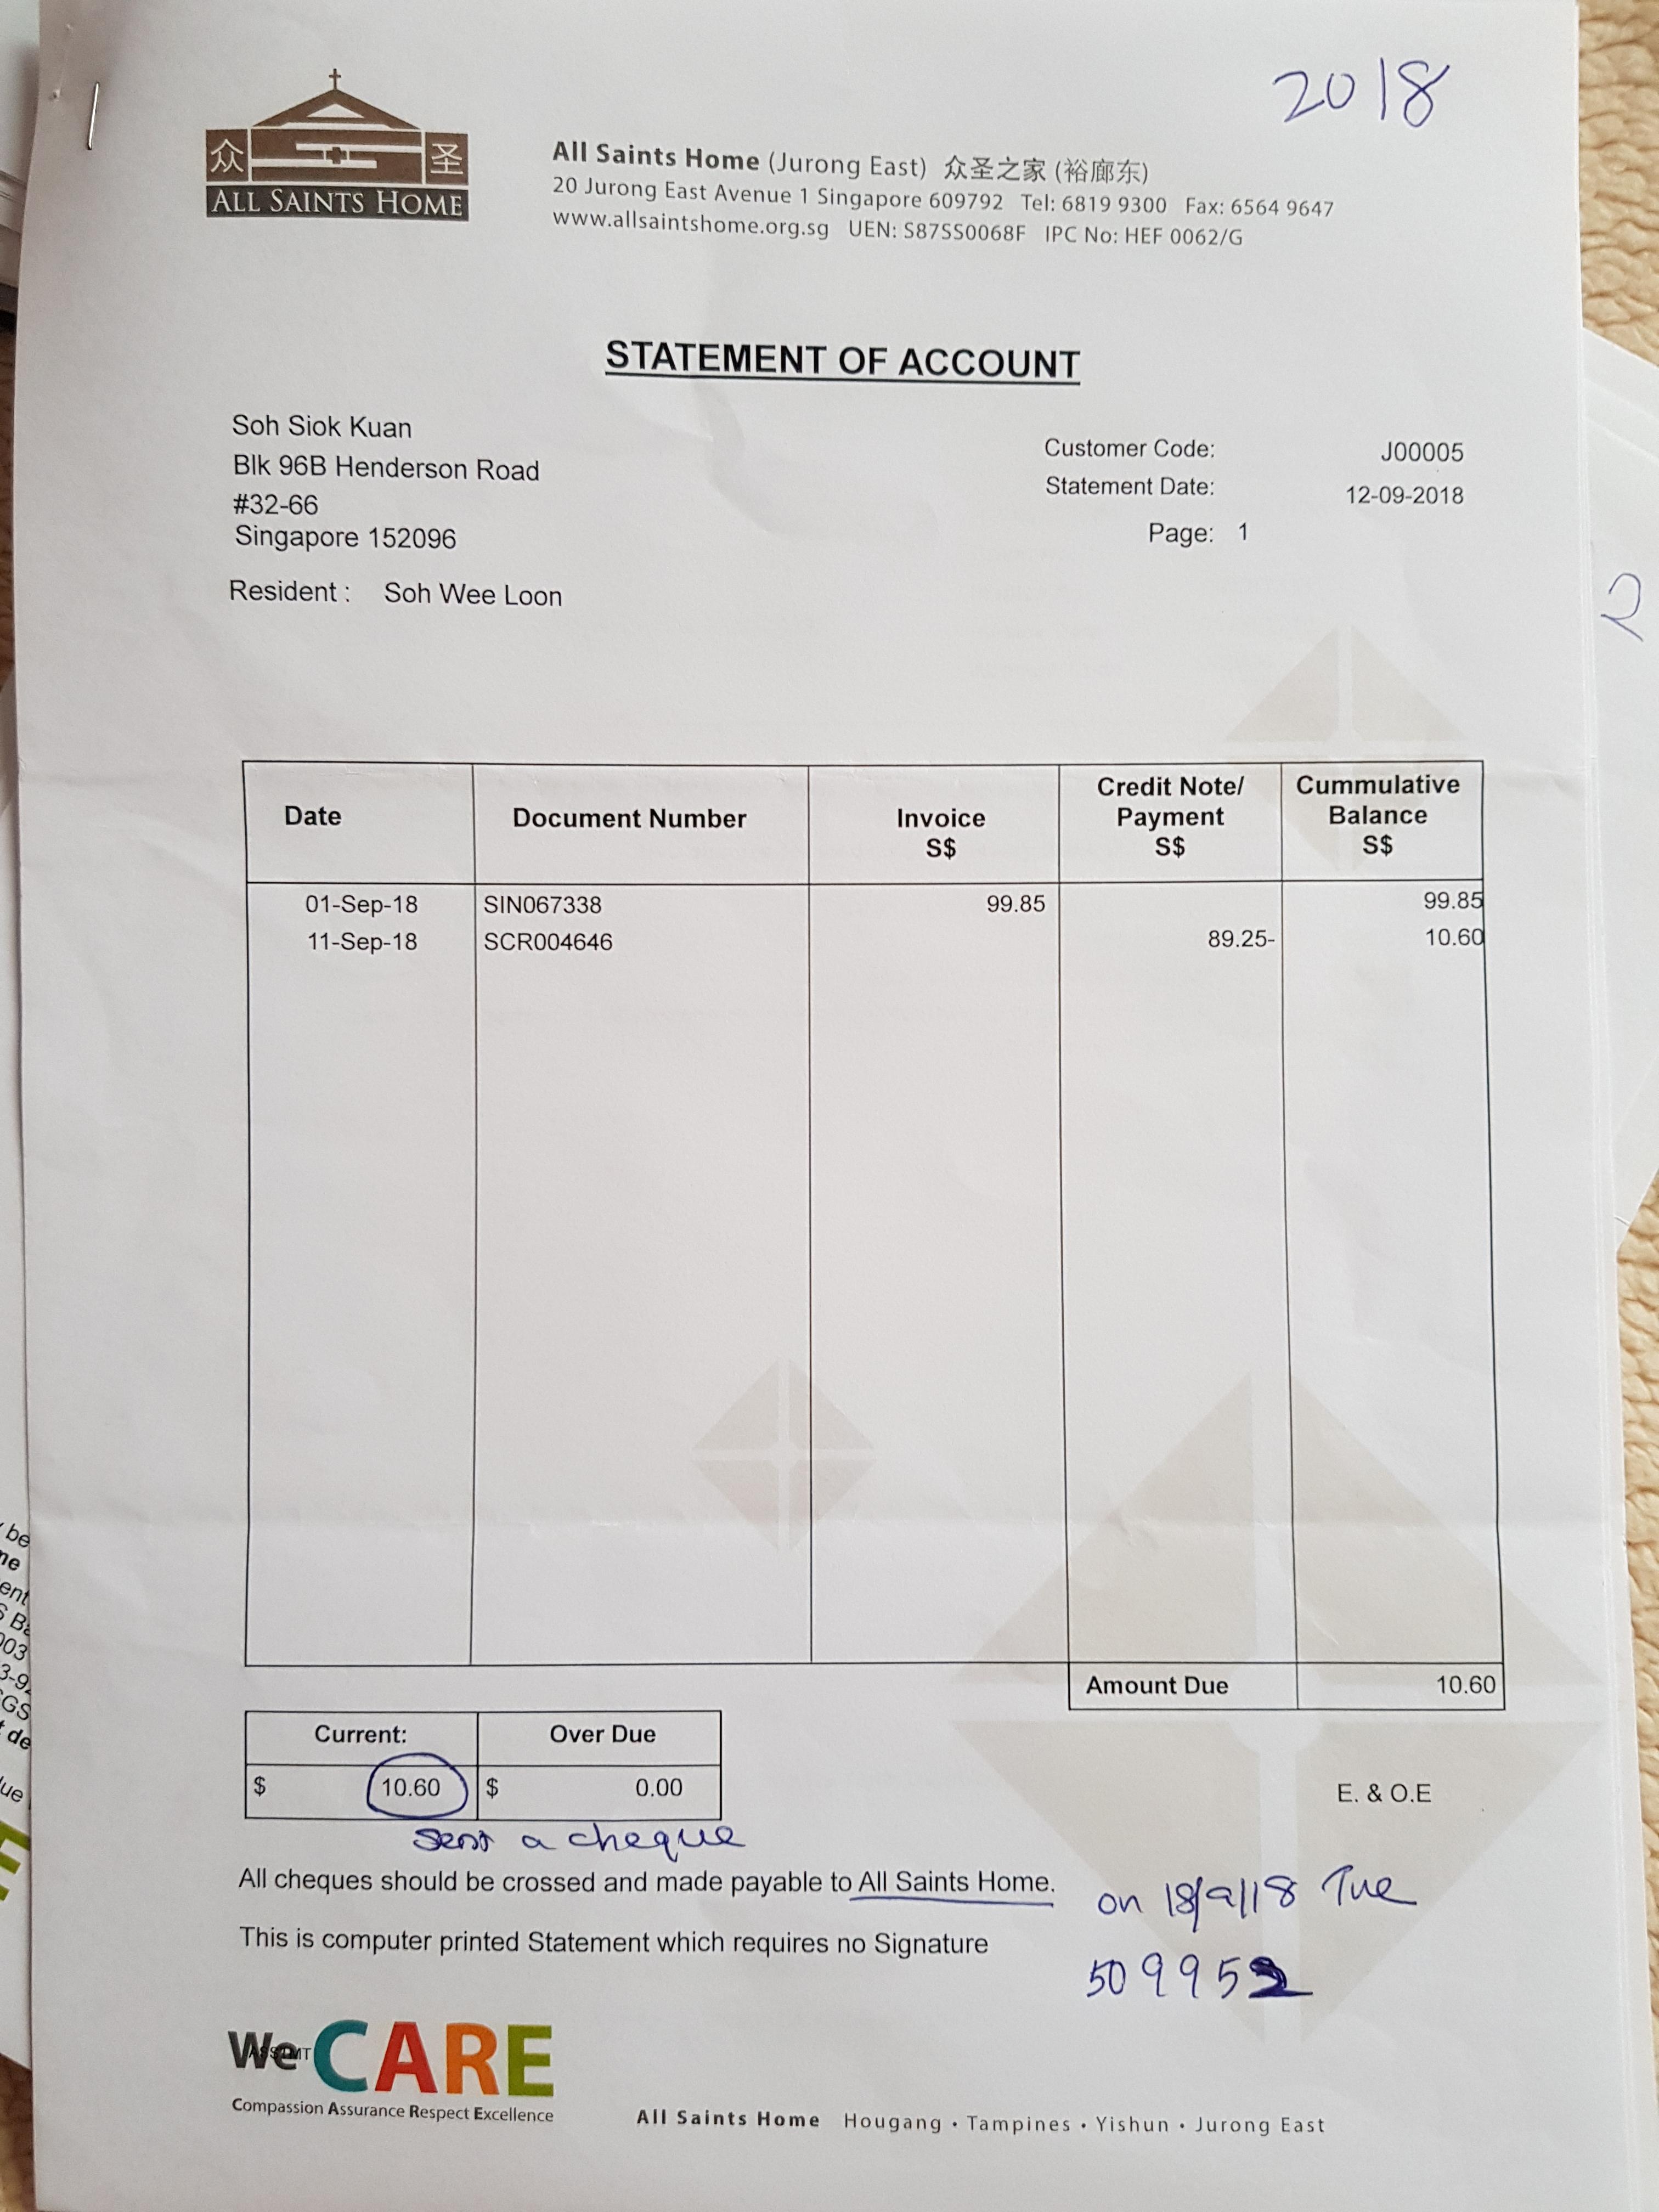 2018
众 圣
ALL SAINTS HOME
All Saints Home (Jurong East) 众圣之家 (裕廊东)
20 Jurong East Avenue 1 Singapore 609792 Tel: 6819 9300 Fax: 6564 9647
www.allsaintshome.org.sg UEN: S87SS0068F IPC No: HEF 0062/G
STATEMENT OF ACCOUNT
Soh Siok Kuan
Blk 96B Henderson Road
#32-66
Singapore 152096
Customer Code: J00005
Statement Date: 12-09-2018
Page: 1
Resident : Soh Wee Loon
Date Document Number Invoice S$ Credit Note/ Payment S$ Cummulative Balance S$
01-Sep-18 SIN067338 99.85 99.85
11-Sep-18 SCR004646 89.25- 10.60
Amount Due 10.60
Current: Over Due
$ 10.60 $ 0.00
E. & O.E
Sent a cheque
All cheques should be crossed and made payable to All Saints Home.
on 18/9/18 Tue
This is computer printed Statement which requires no Signature
509952
We CARE
Compassion Assurance Respect Excellence
All Saints Home Hougang • Tampines • Yishun • Jurong East
be
ent
003
de